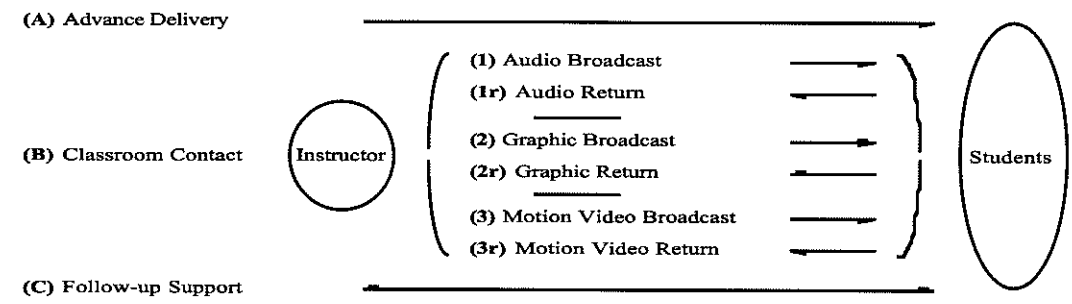 (A) Advance Delivery
(1) Audio Broadcast
(1r) Audio Return
(2) Graphic Broadcast
(B) Classroom Contact
Instructor
Students
(2r) Graphic Return
(3) Motion Video Broadcast
(3r) Motion Video Return
(C) Follow-up Support